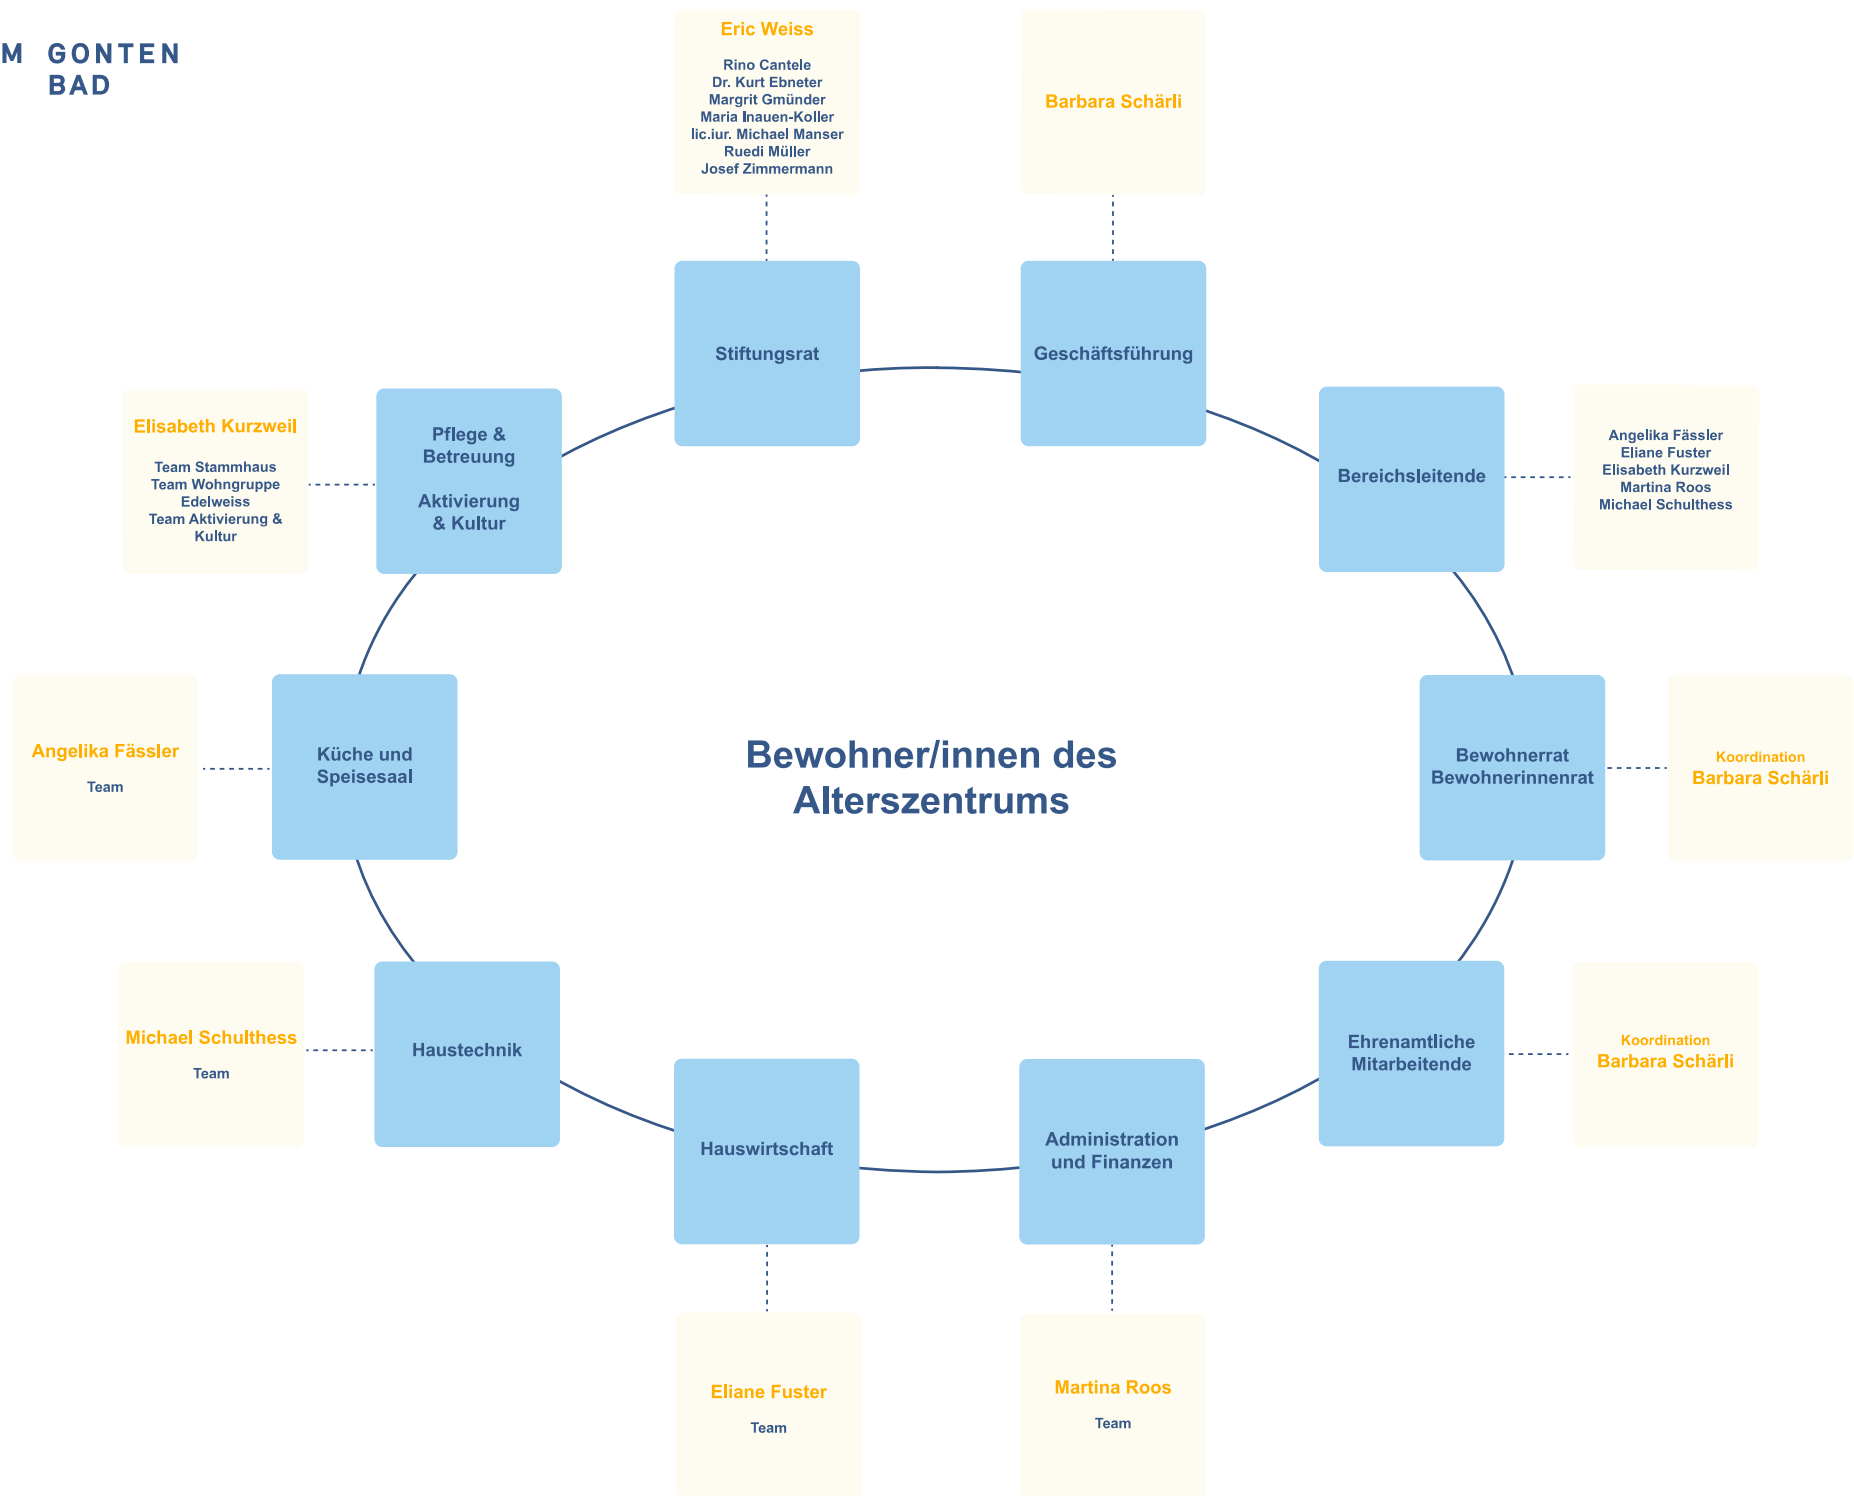 M GONTEN
BAD
Eric Weiss
Rino Cantele
Dr. Kurt Ebneter
Margrit Gmünder
Maria Inauen-Koller
lic.iur. Michael Manser
Ruedi Müller
Josef Zimmermann
Barbara Schärli
Stiftungsrat
Geschäftsführung
Elisabeth Kurzweil
Team Stammhaus
Team Wohngruppe
Edelweiss
Team Aktivierung &
Kultur
Pflege &
Betreuung
Aktivierung
& Kultur
Bereichsleitende
Angelika Fässler
Eliane Fuster
Elisabeth Kurzweil
Martina Roos
Michael Schulthess
Angelika Fässler
Team
Küche und
Speisesaal
Bewohner/innen des
Alterszentrums
Bewohnerrat
Bewohnerinnenrat
Koordination
Barbara Schärli
Michael Schulthess
Team
Haustechnik
Ehrenamtliche
Mitarbeitende
Koordination
Barbara Schärli
Hauswirtschaft
Administration
und Finanzen
Eliane Fuster
Team
Martina Roos
Team